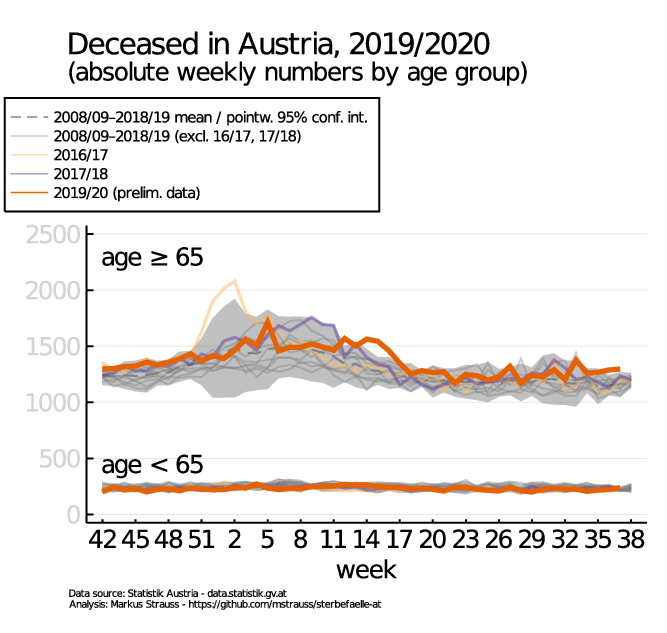 Deceased in Austria, 2019/2020
(absolute weekly numbers by age group)
2008/09–2018/19 mean / pointw. 95% conf. int.
2008/09–2018/19 (excl. 16/17, 17/18)
2016/17
2017/18
2019/20 (prelim. data)
2500
age ≥ 65
2000
1500
1000
500
age < 65
0
42 45 48 51 2 5 8 11 14 17 20 23 26 29 32 35 38
week
Data source: Statistik Austria - data.statistik.gv.at
Analysis: Markus Strauss - https://github.com/mstrauss/sterbefaelle-at